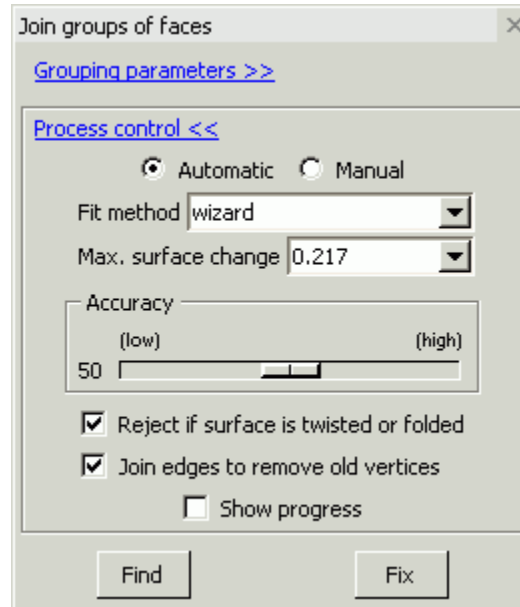 Join groups of faces
Grouping parameters >>
Process control <<
Automatic Manual
Fit method wizard
Max. surface change 0.217
Accuracy
(low) (high)
50
Reject if surface is twisted or folded
Join edges to remove old vertices
Show progress
Find Fix